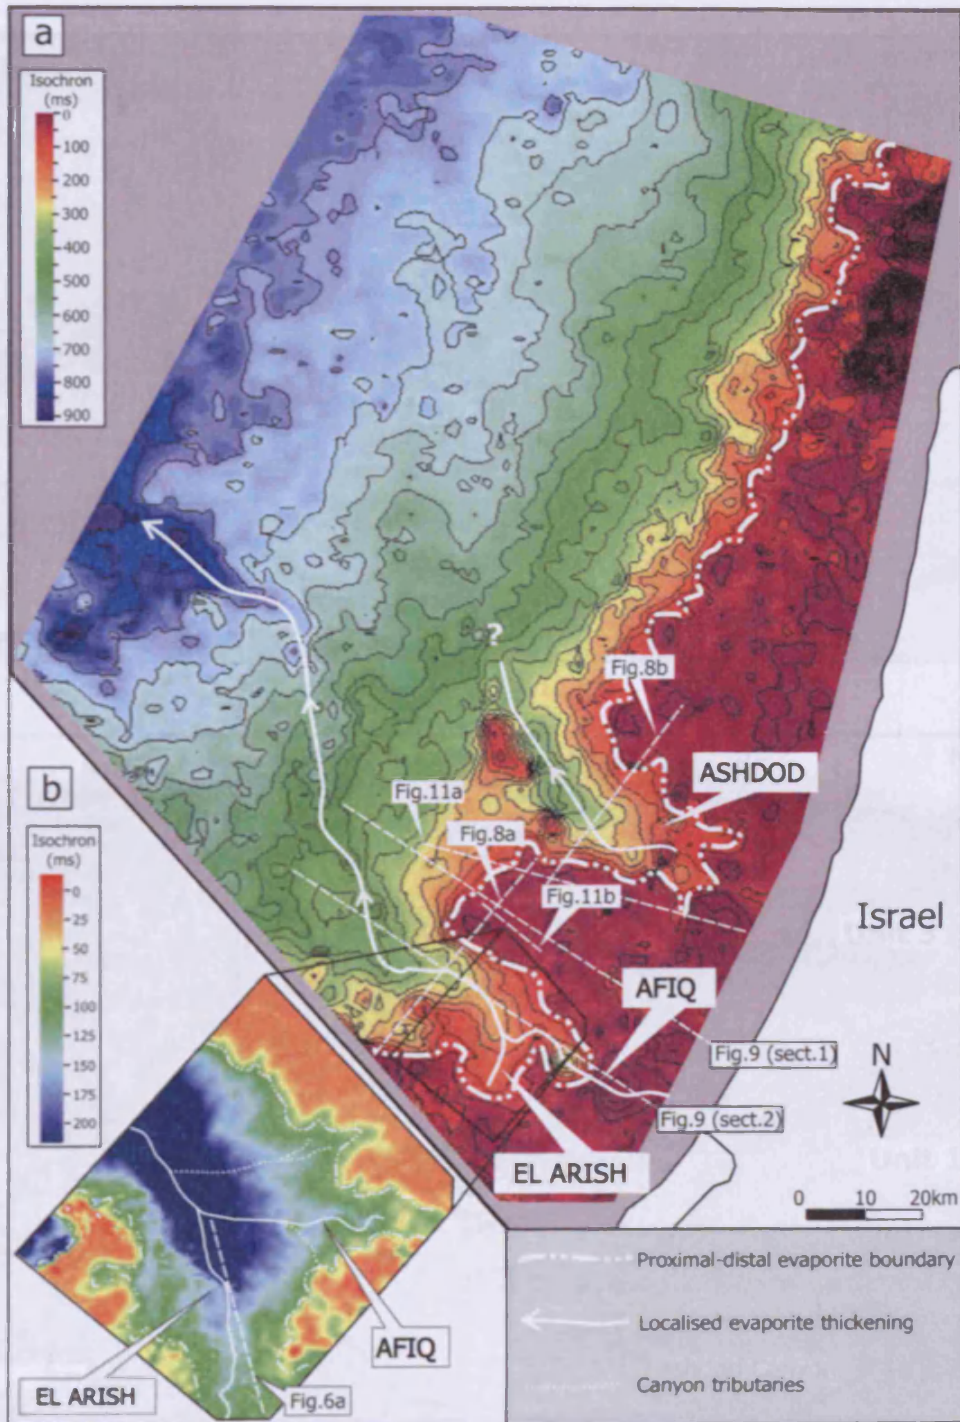 a
Isochron
(ms)
0
100
200
300
400
500
600
700
800
900
?
Fig.8b
ASHDOD
Fig.11a
Fig.8a
Fig.11b
Israel
AFIQ
Fig.9 (sect.1)
N
Fig.9 (sect.2)
EL ARISH
0 10 20km
b
Isochron
(ms)
0
25
50
75
100
125
150
175
200
AFIQ
EL ARISH
Fig.6a
Proximal-distal evaporite boundary
Localised evaporite thickening
Canyon tributaries